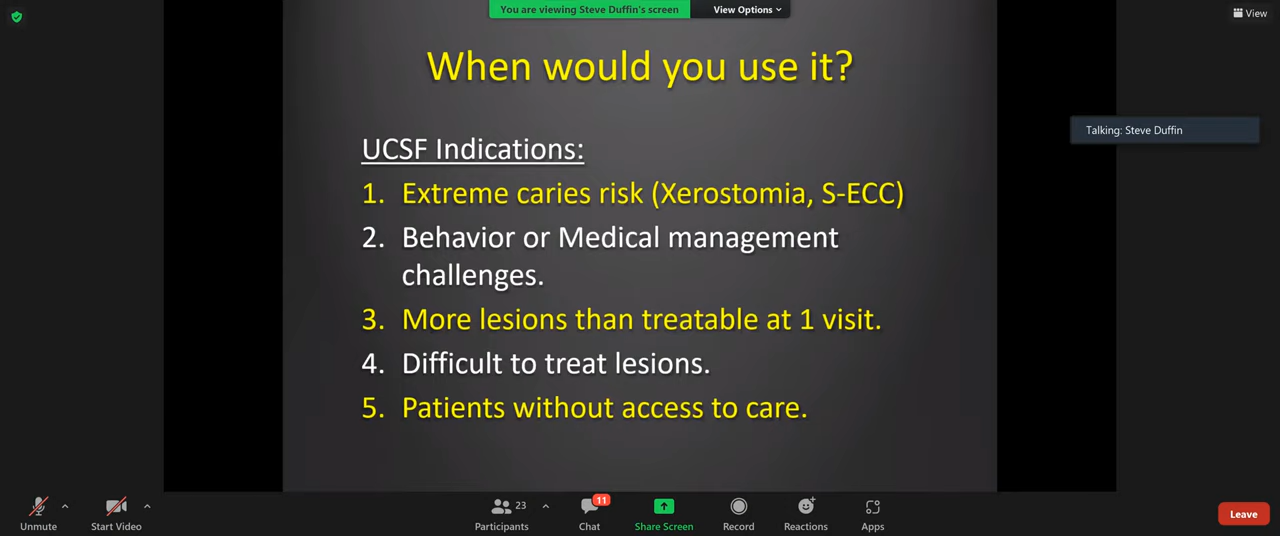 You are viewing Steve Duffin's screen
View Options
View
When would you use it?
Talking: Steve Duffin
UCSF Indications:
1. Extreme caries risk (Xerostomia, S-ECC)
2. Behavior or Medical management
challenges.
3. More lesions than treatable at 1 visit.
4. Difficult to treat lesions.
5. Patients without access to care.
Unmute
Start Video
23
Participants
11
Chat
Share Screen
Record
Reactions
Apps
Leave